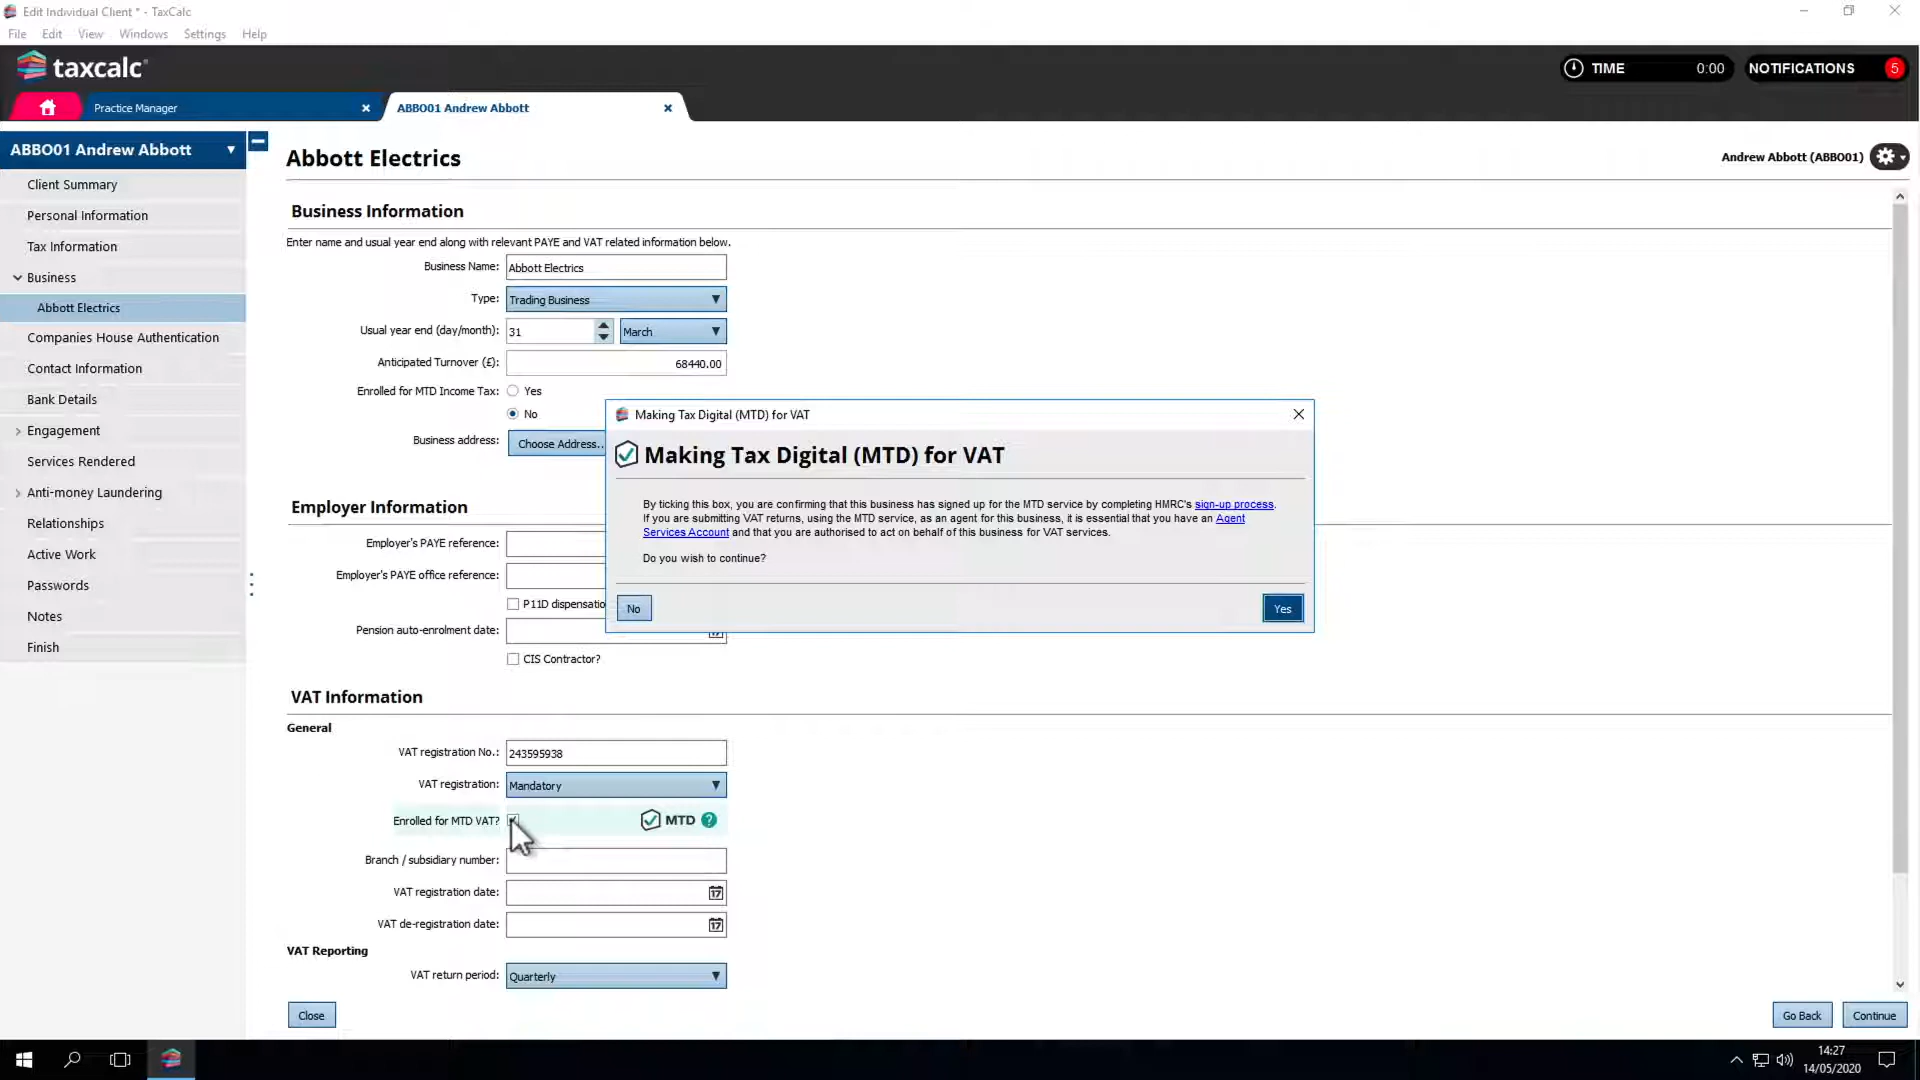 Edit Individual Client * - TaxCalc
File Edit View Windows Settings Help
taxcalc
TIME 0:00
NOTIFICATIONS 5
Practice Manager
ABBO01 Andrew Abbott
ABBO01 Andrew Abbott
Client Summary
Personal Information
Tax Information
Business
Abbott Electrics
Companies House Authentication
Contact Information
Bank Details
Engagement
Services Rendered
Anti-money Laundering
Relationships
Active Work
Passwords
Notes
Finish
Abbott Electrics
Andrew Abbott (ABBO01)
Business Information
Enter name and usual year end along with relevant PAYE and VAT related information below.
Business Name: Abbott Electrics
Type: Trading Business
Usual year end (day/month): 31 March
Anticipated Turnover (£): 68440.00
Enrolled for MTD Income Tax: Yes
No
Business address: Choose Address..
Employer Information
Employer's PAYE reference:
Employer's PAYE office reference:
P11D
Pension auto-enrolment date:
CIS Contractor?
Making Tax Digital (MTD) for VAT
Making Tax Digital (MTD) for VAT
By ticking this box, you are confirming that this business has signed up for the MTD service by completing HMRC's sign-up process.
If you are submitting VAT returns, using the MTD service, as an agent for this business, it is essential that you have an Agent
Services Account and that you are authorised to act on behalf of this business for VAT services.
Do you wish to continue?
No
Yes
VAT Information
General
VAT registration No.: 243595938
VAT registration: Mandatory
Enrolled for MTD VAT? MTD ?
Branch / subsidiary number:
VAT registration date: 17
VAT de-registration date: 17
VAT Reporting
VAT return period: Quarterly
Close
Go Back
Continue
14:27
14/05/2020